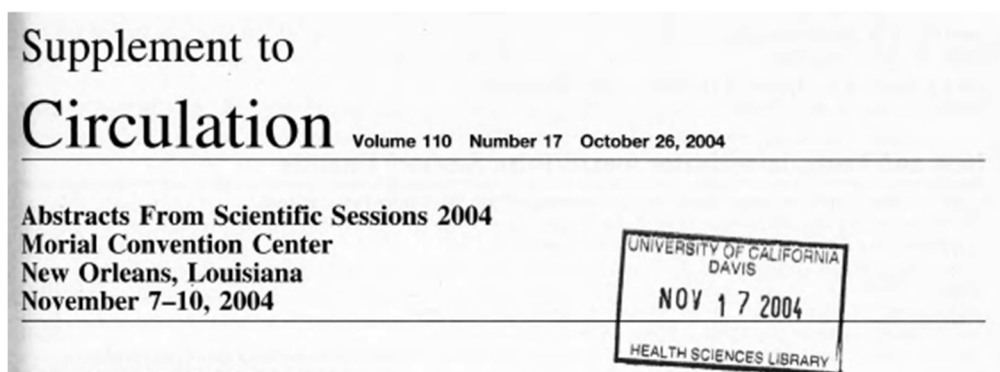 Supplement to
Circulation Volume 110 Number 17 October 26, 2004
Abstracts From Scientific Sessions 2004
Morial Convention Center
New Orleans, Louisiana
November 7–10, 2004
UNIVERSITY OF CALIFORNIA
DAVIS
NOV 17 2004
HEALTH SCIENCES LIBRARY